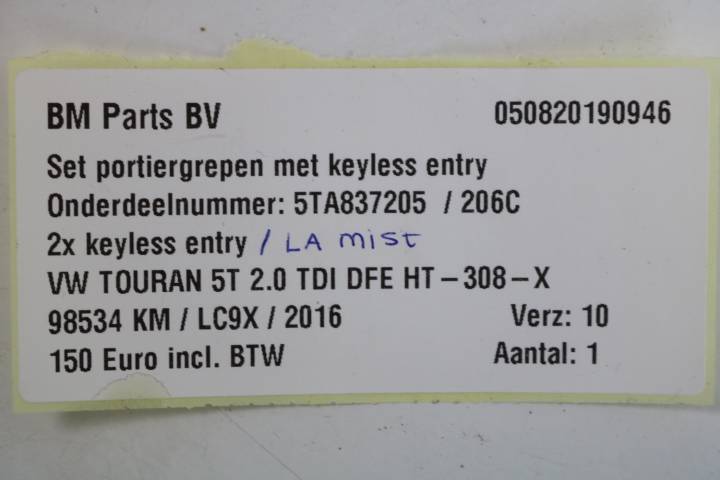 BM Parts BV 050820190946
Set portiergrepen met keyless entry
Onderdeelnummer: 5TA837205 / 206C
2x keyless entry / LA mist
VW TOURAN 5T 2.0 TDI DFE HT-308-X
98534 KM / LC9X / 2016 Verz: 10
150 Euro incl. BTW Aantal: 1